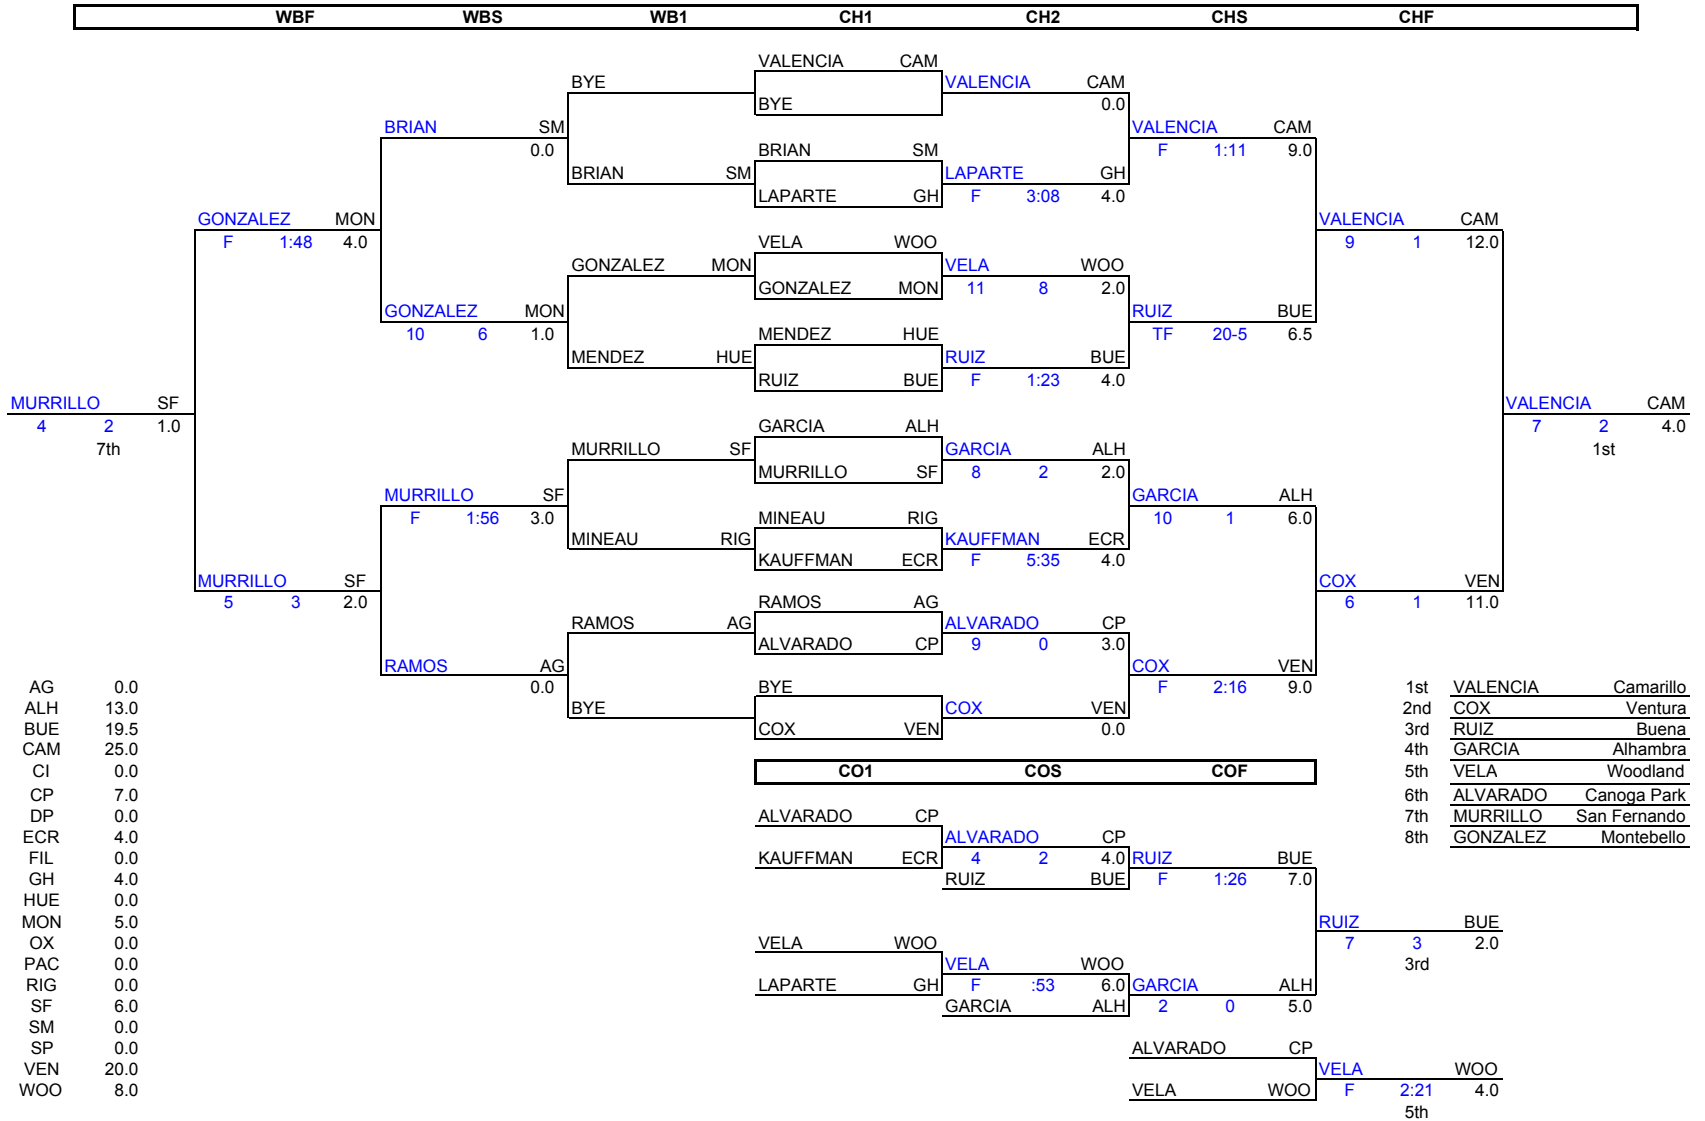 WBF WBS WB1 CH1 CH2 CHS CHF
VALENCIA CAM
BYE VALENCIA CAM
BYE 0.0
BRIAN SM VALENCIA CAM
0.0 F 1:11 9.0
BRIAN SM
BRIAN SM LAPARTE GH
LAPARTE GH F 3:08 4.0
GONZALEZ MON VALENCIA CAM
F 1:48 4.0 9 1 12.0
VELA WOO
GONZALEZ MON VELA WOO
GONZALEZ MON 11 8 2.0
GONZALEZ MON RUIZ BUE
10 6 1.0 MENDEZ HUE TF 20-5 6.5
MENDEZ HUE RUIZ BUE
RUIZ BUE F 1:23 4.0
MURRILLO SF VALENCIA CAM
4 2 1.0 GARCIA ALH 7 2 4.0
7th MURRILLO SF GARCIA ALH 1st
MURRILLO SF 8 2 2.0
MURRILLO SF GARCIA ALH
F 1:56 3.0 MINEAU RIG 10 1 6.0
MINEAU RIG KAUFFMAN ECR
KAUFFMAN ECR F 5:35 4.0
MURRILLO SF COX VEN
5 3 2.0 RAMOS AG 6 1 11.0
RAMOS AG ALVARADO CP
ALVARADO CP 9 0 3.0
RAMOS AG COX VEN
AG 0.0 0.0 BYE F 2:16 9.0 1st VALENCIA Camarillo
ALH 13.0 BYE COX VEN 2nd COX Ventura
BUE 19.5 COX VEN 0.0 3rd RUIZ Buena
CAM 25.0 4th GARCIA Alhambra
CI 0.0 CO1 COS COF 5th VELA Woodland
CP 7.0 6th ALVARADO Canoga Park
DP 0.0 ALVARADO CP 7th MURRILLO San Fernando
ECR 4.0 ALVARADO CP 8th GONZALEZ Montebello
FIL 0.0 KAUFFMAN ECR 4 2 4.0 RUIZ BUE
GH 4.0 RUIZ BUE F 1:26 7.0
HUE 0.0
MON 5.0 RUIZ BUE
OX 0.0 VELA WOO 7 3 2.0
PAC 0.0 VELA WOO 3rd
RIG 0.0 LAPARTE GH F :53 6.0 GARCIA ALH
SF 6.0 GARCIA ALH 2 0 5.0
SM 0.0
SP 0.0 ALVARADO CP
VEN 20.0 VELA WOO
WOO 8.0 VELA WOO F 2:21 4.0
5th